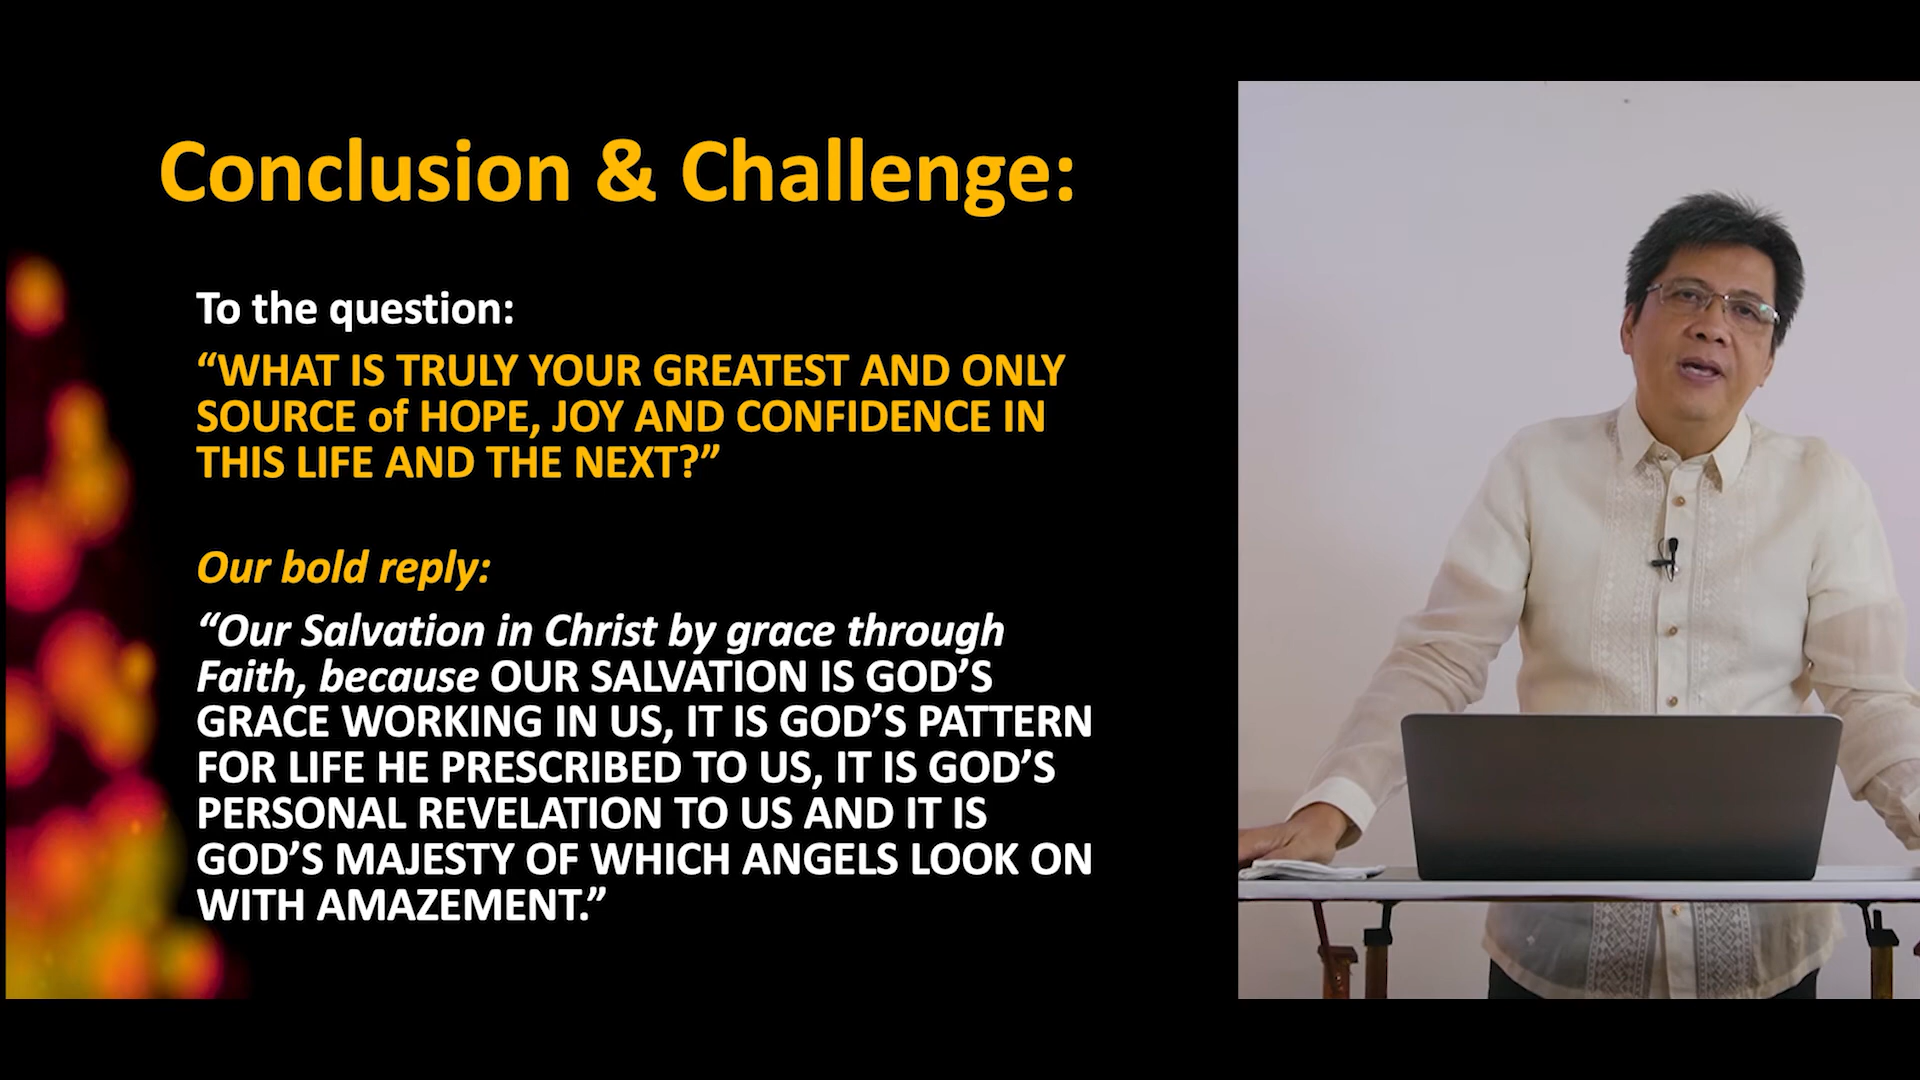 Conclusion & Challenge:
To the question:
“WHAT IS TRULY YOUR GREATEST AND ONLY
SOURCE of HOPE, JOY AND CONFIDENCE IN
THIS LIFE AND THE NEXT?”
Our bold reply:
“Our Salvation in Christ by grace through
Faith, because OUR SALVATION IS GOD’S
GRACE WORKING IN US, IT IS GOD’S PATTERN
FOR LIFE HE PRESCRIBED TO US, IT IS GOD’S
PERSONAL REVELATION TO US AND IT IS
GOD’S MAJESTY OF WHICH ANGELS LOOK ON
WITH AMAZEMENT.”